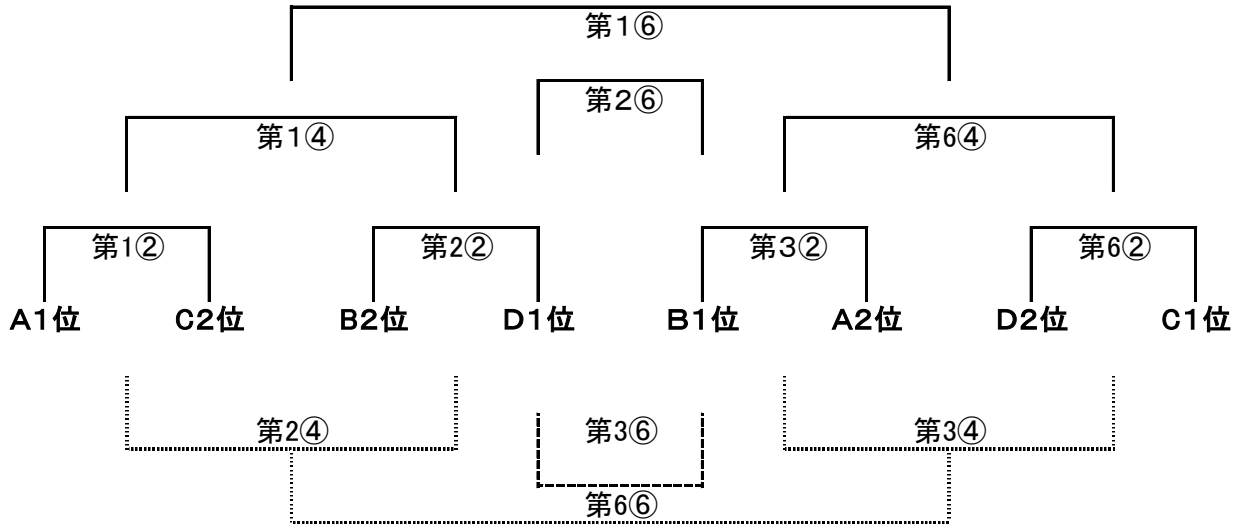 第１⑥
第２⑥
第１④ 第6④
第1② 第2② 第３② 第6②
A1位 C2位 B2位 D1位 B1位 A2位 D2位 C1位
第2④ 第3⑥ 第3④
第6⑥